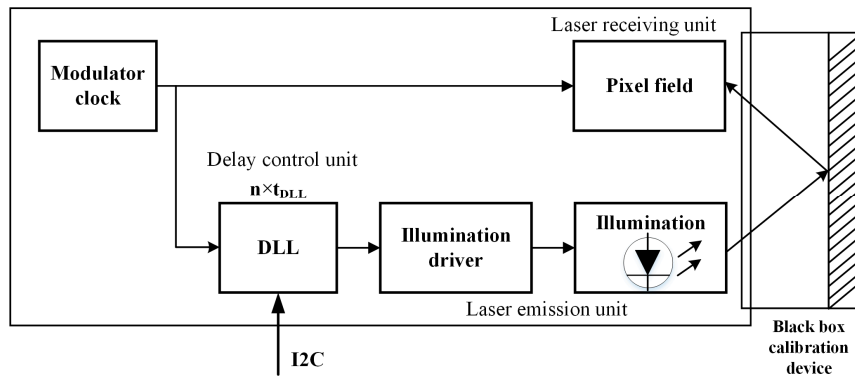 Laser receiving unit
Modulator
clock
Pixel field
Delay control unit
n×tDLL
DLL
Illumination
driver
Illumination
Laser emission unit
I2C
Black box
calibration
device